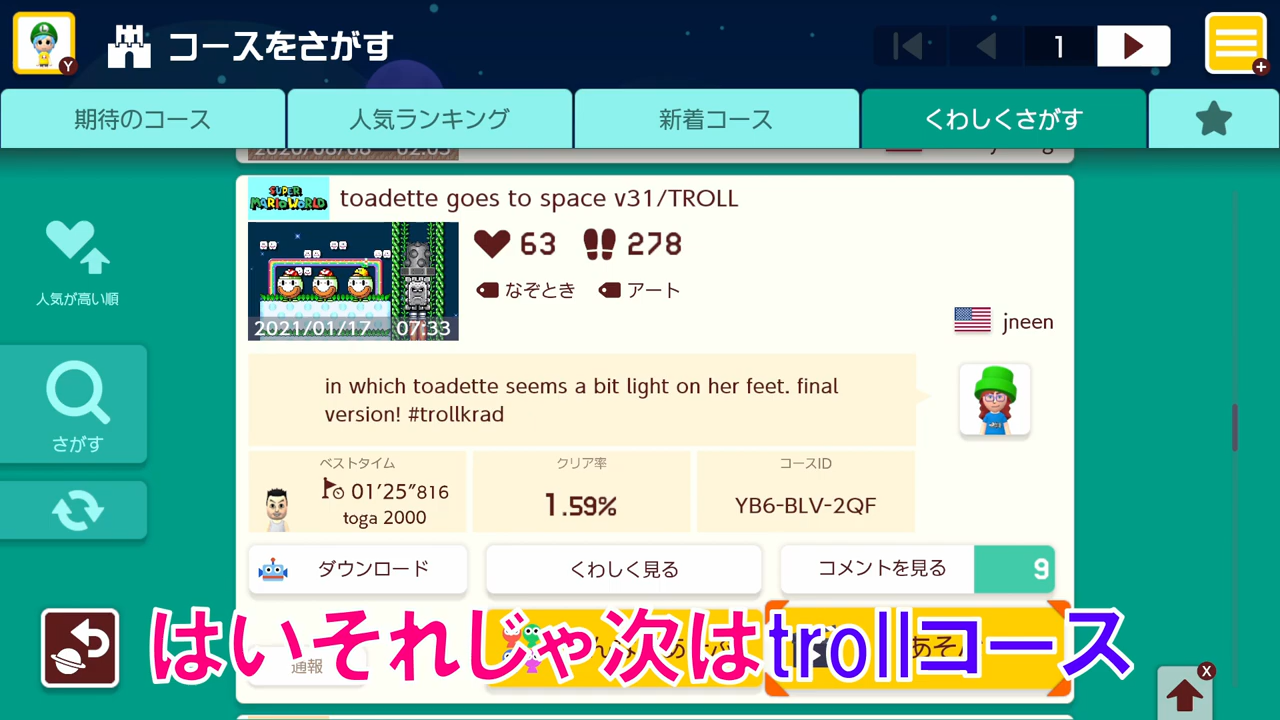 コースをさがす
1
期待のコース
人気ランキング
新着コース
くわしくさがす
SUPER MARIO WORLD
toadette goes to space v31/TROLL
63
278
なぞとき
アート
2021/01/17 07:33
jneen
人気が高い順
in which toadette seems a bit light on her feet. final
version! #trollkrad
さがす
ベストタイム
01'25"816
toga 2000
クリア率
1.59%
コースID
YB6-BLV-2QF
ダウンロード
くわしく見る
コメントを見る
9
通報
はいそれじゃ次はtrollコース
Y
+
X